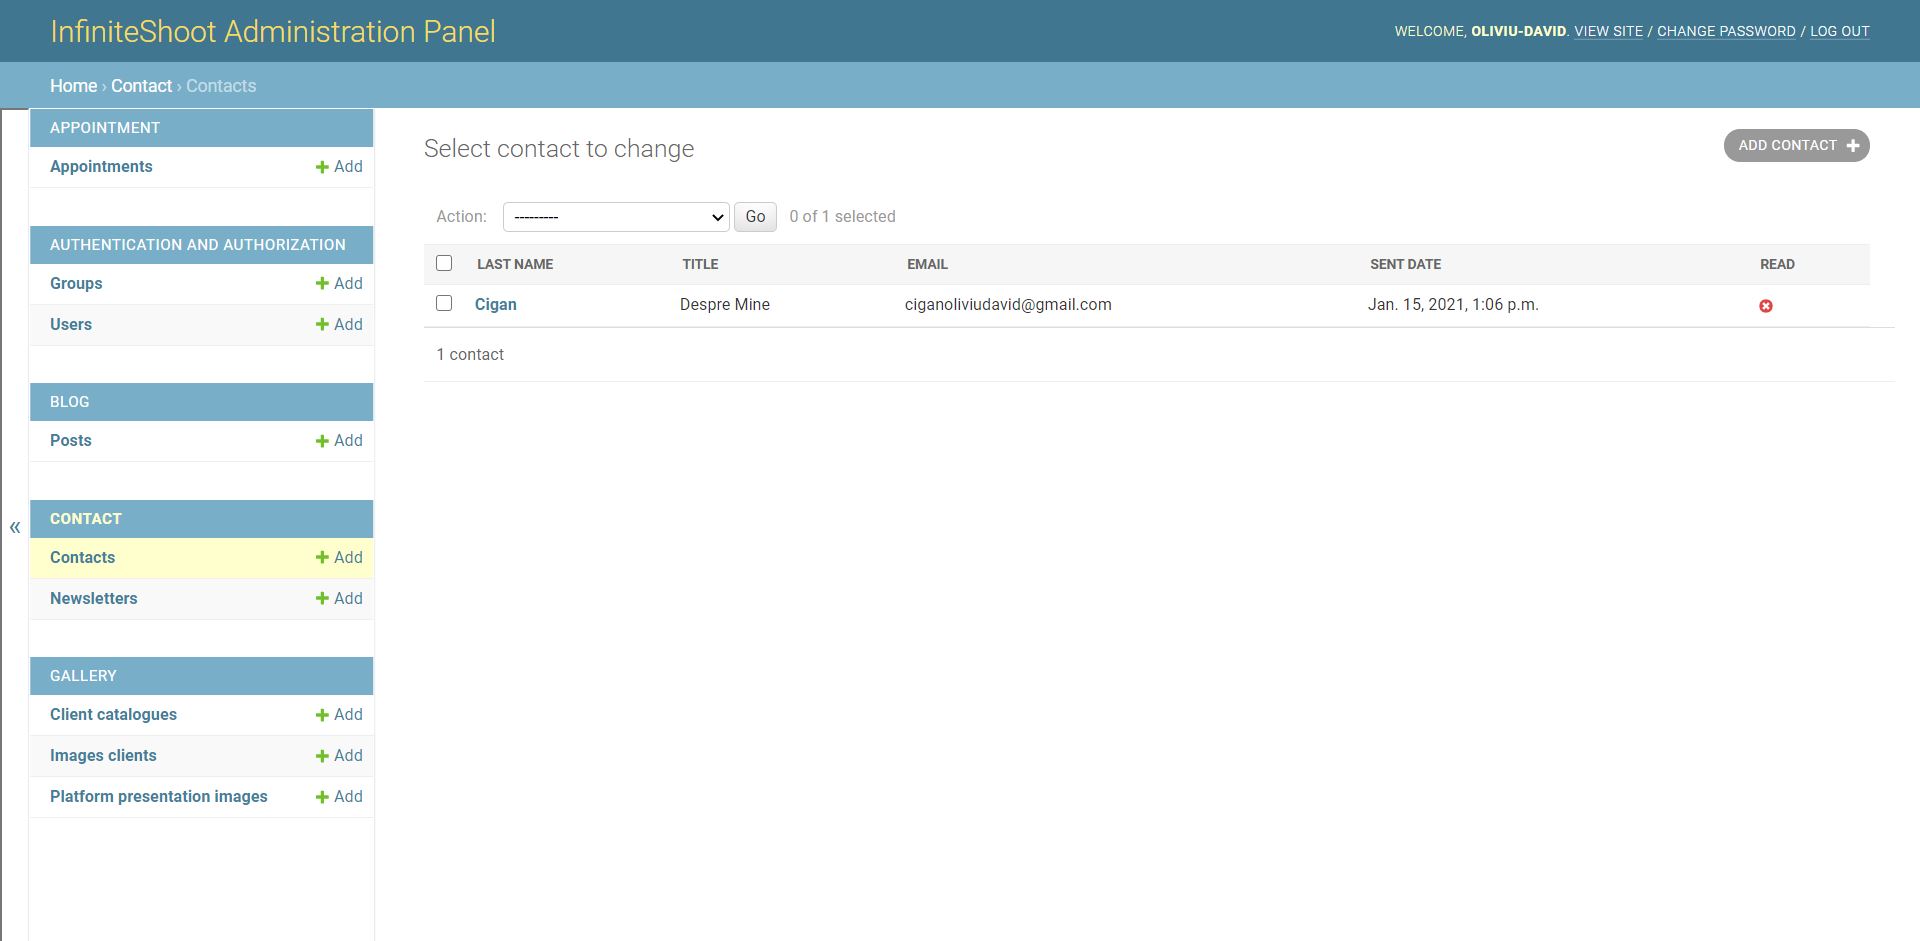 InfiniteShoot Administration Panel
WELCOME, OLIVIU-DAVID. VIEW SITE / CHANGE PASSWORD / LOG OUT
Home › Contact › Contacts
APPOINTMENT
Appointments + Add
AUTHENTICATION AND AUTHORIZATION
Groups + Add
Users + Add
BLOG
Posts + Add
CONTACT
Contacts + Add
Newsletters + Add
GALLERY
Client catalogues + Add
Images clients + Add
Platform presentation images + Add
«
Select contact to change
ADD CONTACT +
Action: --------- Go 0 of 1 selected
LAST NAME TITLE EMAIL SENT DATE READ
Cigan Despre Mine ciganoliviudavid@gmail.com Jan. 15, 2021, 1:06 p.m.
1 contact